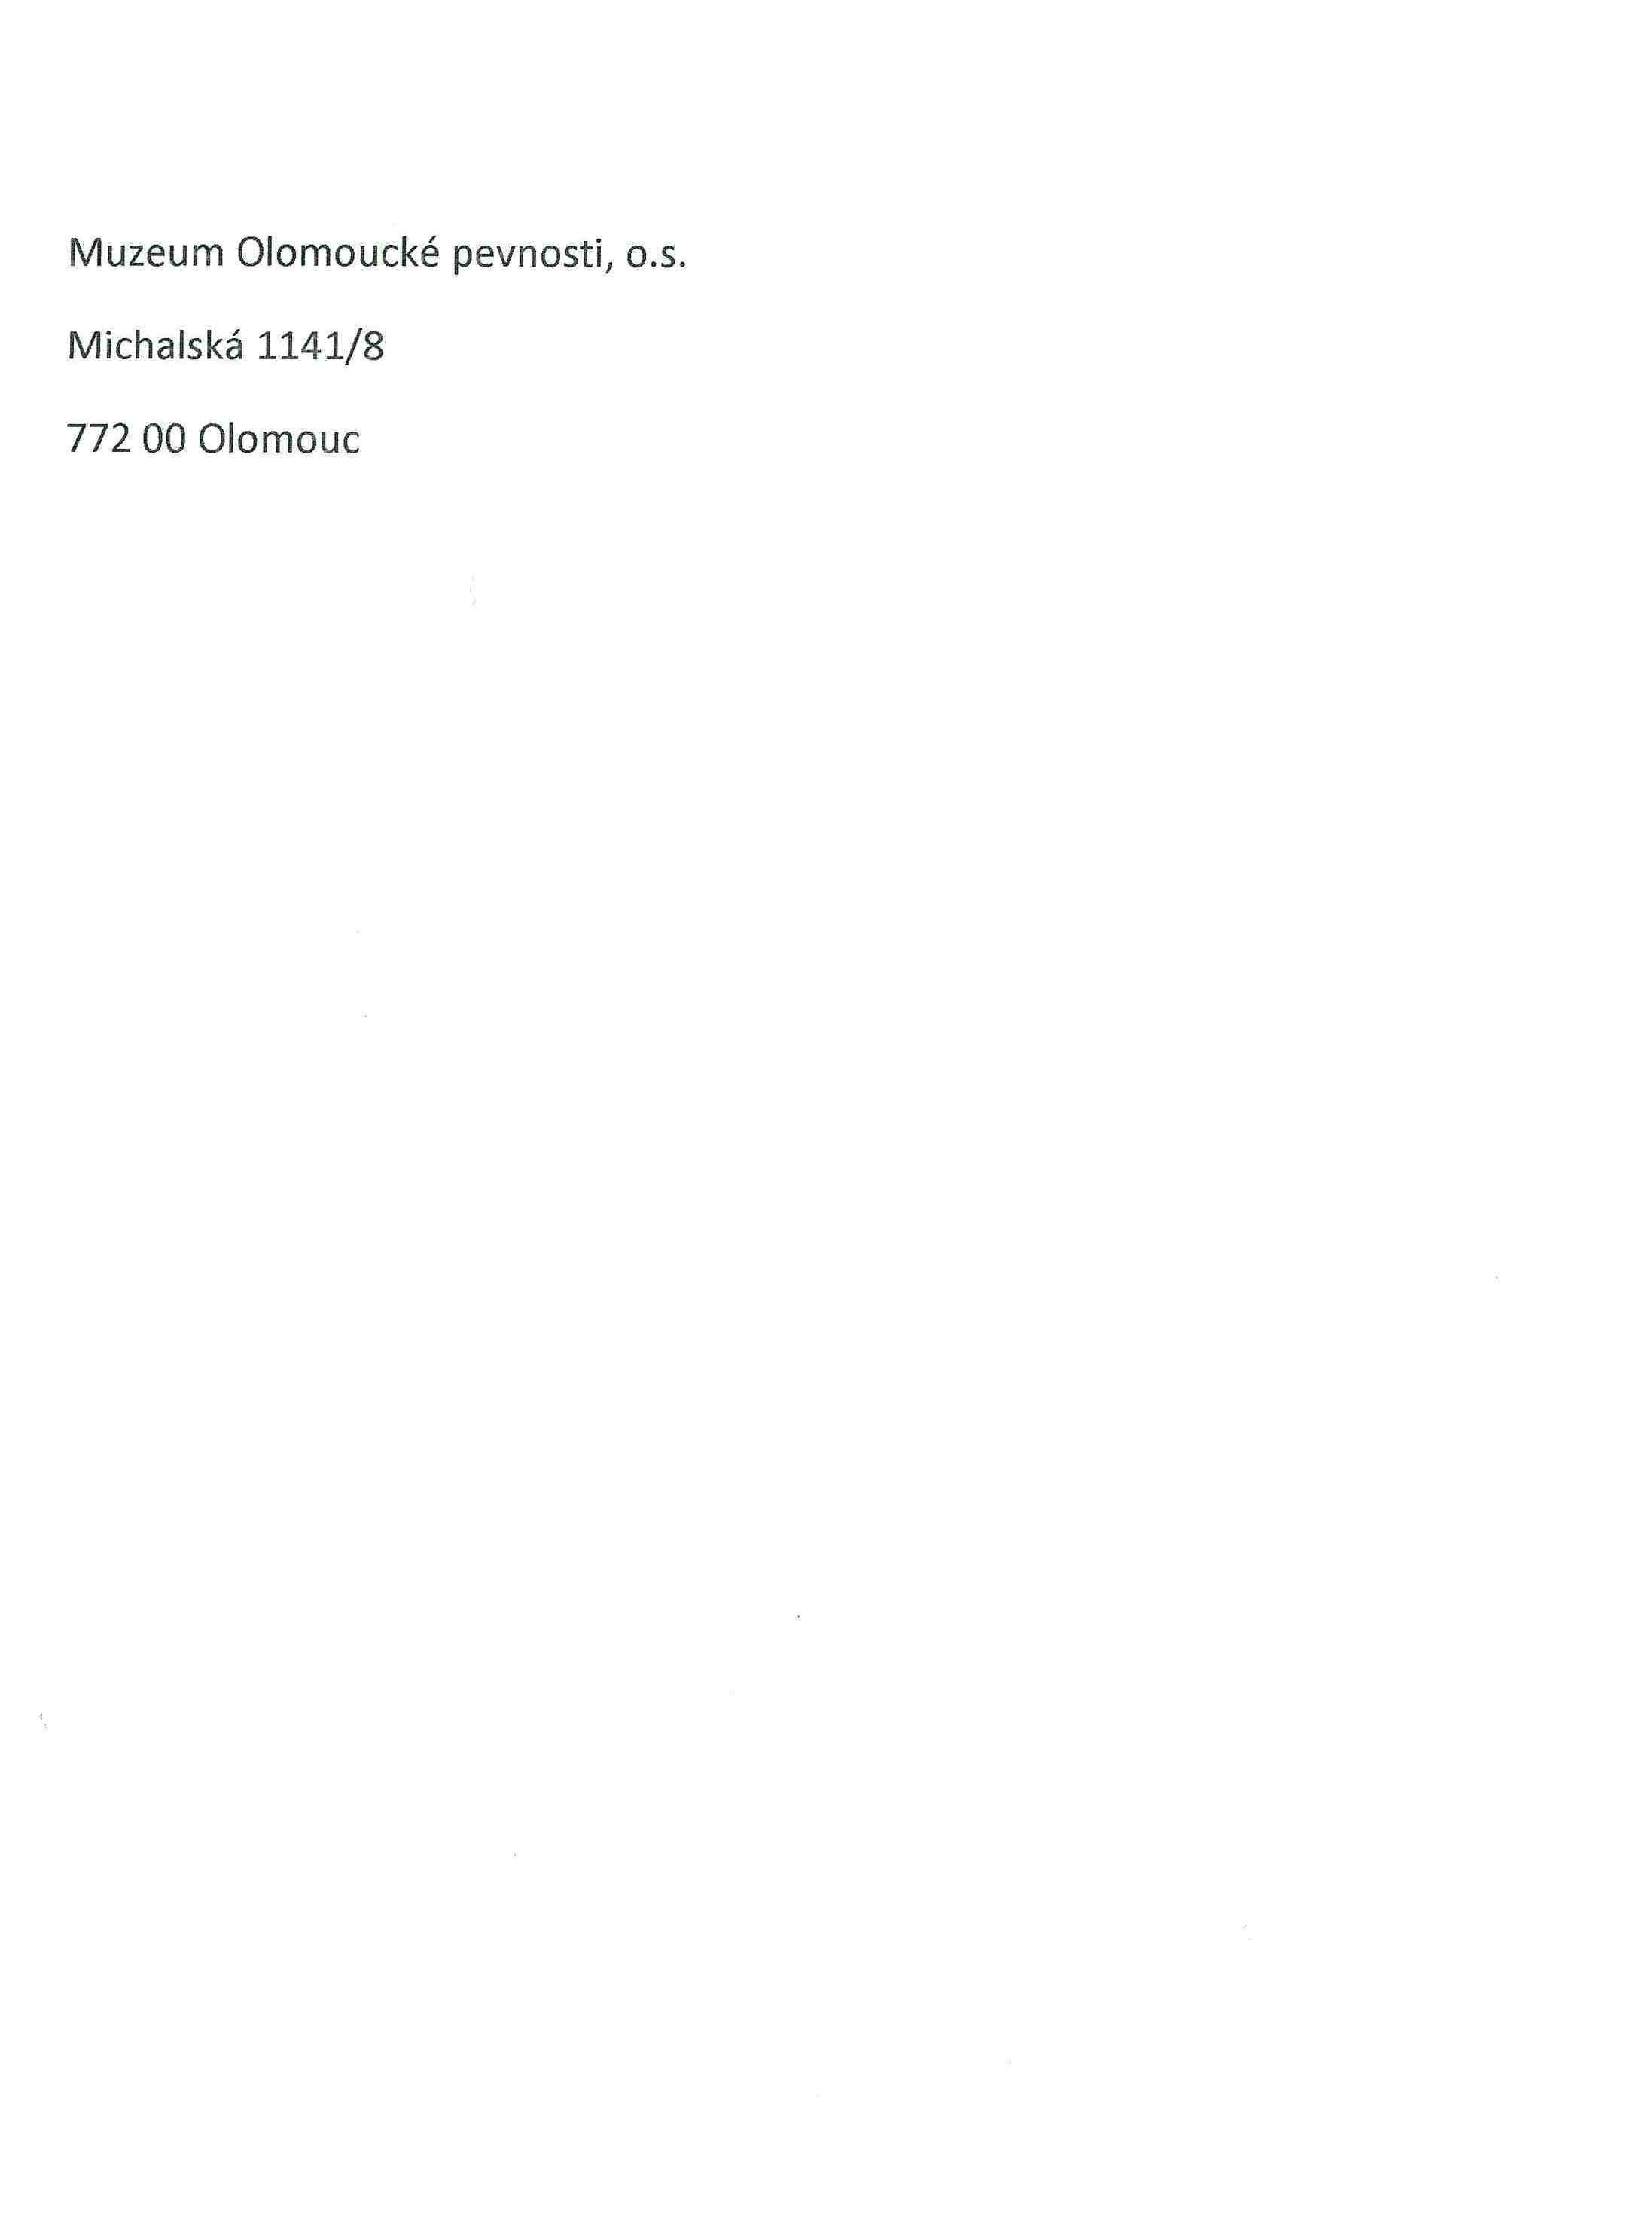 Muzeum Olomoucké pevnosti, o.s.
Michalská 1141/8
772 00 Olomouc